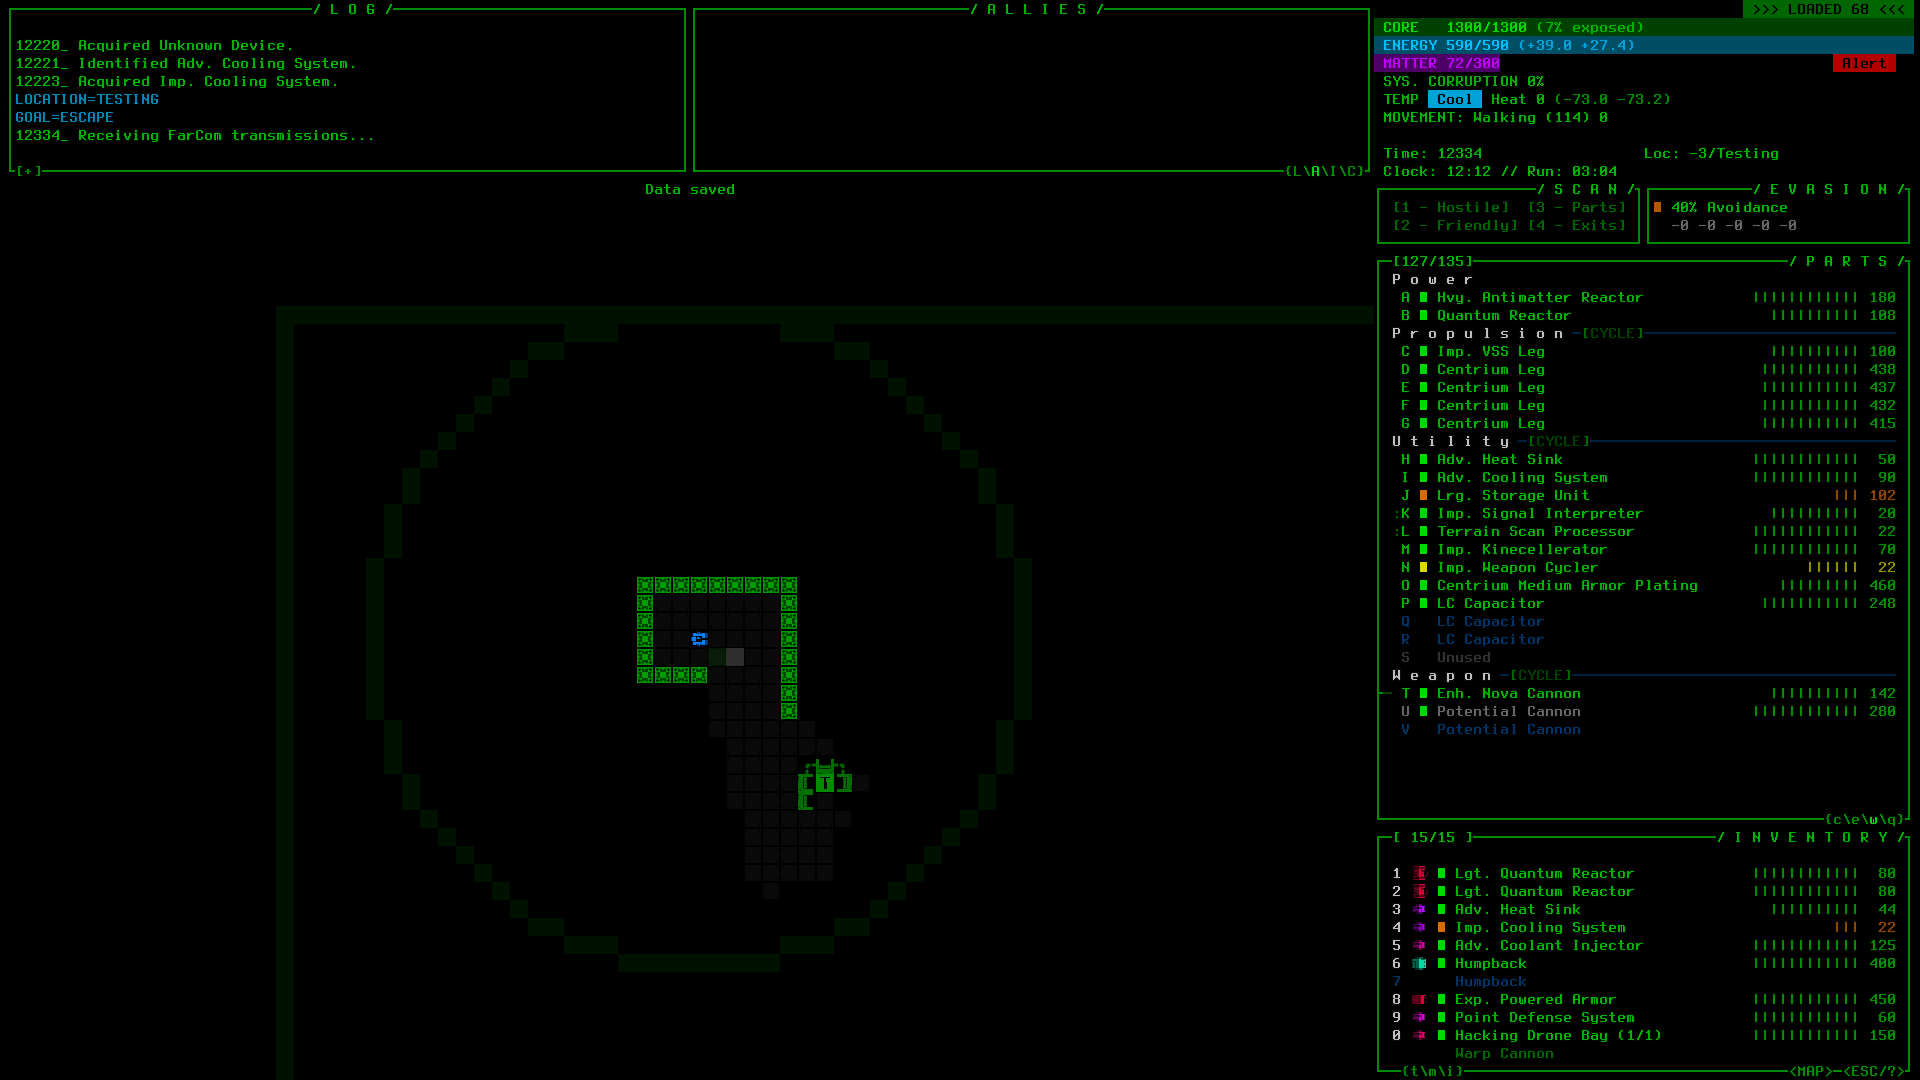 / L O G /
12220_ Acquired Unknown Device.
12221_ Identified Adv. Cooling System.
12223_ Acquired Imp. Cooling System.
LOCATION=TESTING
GOAL=ESCAPE
12334_ Receiving FarCom transmissions...
[+]
/ A L L I E S /
{L\A\I\C}
Data saved
>>> LOADED 68 <<<
CORE 1300/1300 (7% exposed)
ENERGY 590/590 (+39.0 +27.4)
MATTER 72/300 Alert
SYS. CORRUPTION 0%
TEMP Cool Heat 0 (-73.0 -73.2)
MOVEMENT: Walking (114) 0
Time: 12334 Loc: -3/Testing
Clock: 12:12 // Run: 03:04
/ S C A N /
[1 - Hostile] [3 - Parts]
[2 - Friendly] [4 - Exits]
/ E V A S I O N /
40% Avoidance
-0 -0 -0 -0 -0
[127/135] / P A R T S /
P o w e r
A Hvy. Antimatter Reactor 180
B Quantum Reactor 108
P r o p u l s i o n [CYCLE]
C Imp. VSS Leg 100
D Centrium Leg 438
E Centrium Leg 437
F Centrium Leg 432
G Centrium Leg 415
U t i l i t y [CYCLE]
H Adv. Heat Sink 50
I Adv. Cooling System 90
J Lrg. Storage Unit 102
:K Imp. Signal Interpreter 20
:L Terrain Scan Processor 22
M Imp. Kinecellerator 70
N Imp. Weapon Cycler 22
O Centrium Medium Armor Plating 460
P LC Capacitor 248
Q LC Capacitor
R LC Capacitor
S Unused
W e a p o n [CYCLE]
T Enh. Nova Cannon 142
U Potential Cannon 280
V Potential Cannon
{c\e\w\q}
[ 15/15 ] / I N V E N T O R Y /
1 Lgt. Quantum Reactor 80
2 Lgt. Quantum Reactor 80
3 Adv. Heat Sink 44
4 Imp. Cooling System 22
5 Adv. Coolant Injector 125
6 Humpback 400
7 Humpback
8 Exp. Powered Armor 450
9 Point Defense System 60
0 Hacking Drone Bay (1/1) 150
Warp Cannon
{t\m\i} <MAP> <ESC/?>